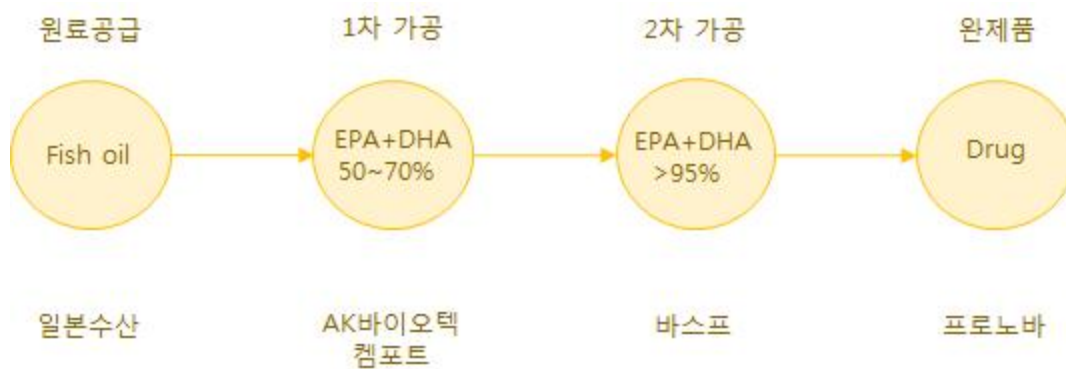 원료공급
1차 가공
2차 가공
완제품
Fish oil
EPA+DHA
50~70%
EPA+DHA
>95%
Drug
일본수산
AK바이오텍
켐포트
바스프
프로노바